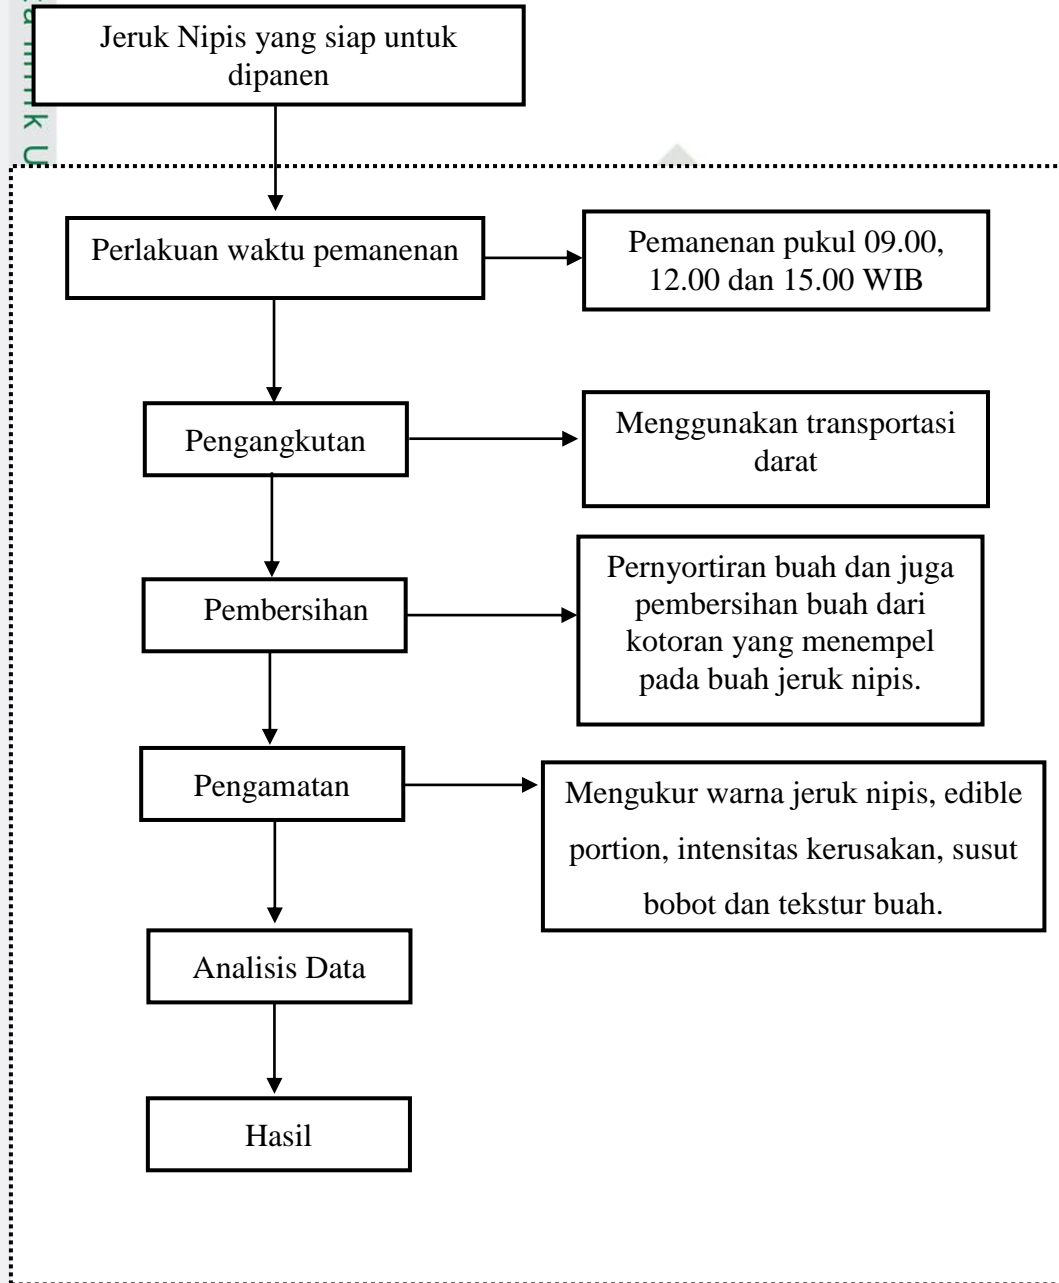 Jeruk Nipis yang siap untuk
dipanen
Perlakuan waktu pemanenan
Pemanenan pukul 09.00,
12.00 dan 15.00 WIB
Pengangkutan
Menggunakan transportasi
darat
Pembersihan
Pernyortiran buah dan juga
pembersihan buah dari
kotoran yang menempel
pada buah jeruk nipis.
Pengamatan
Mengukur warna jeruk nipis, edible
portion, intensitas kerusakan, susut
bobot dan tekstur buah.
Analisis Data
Hasil